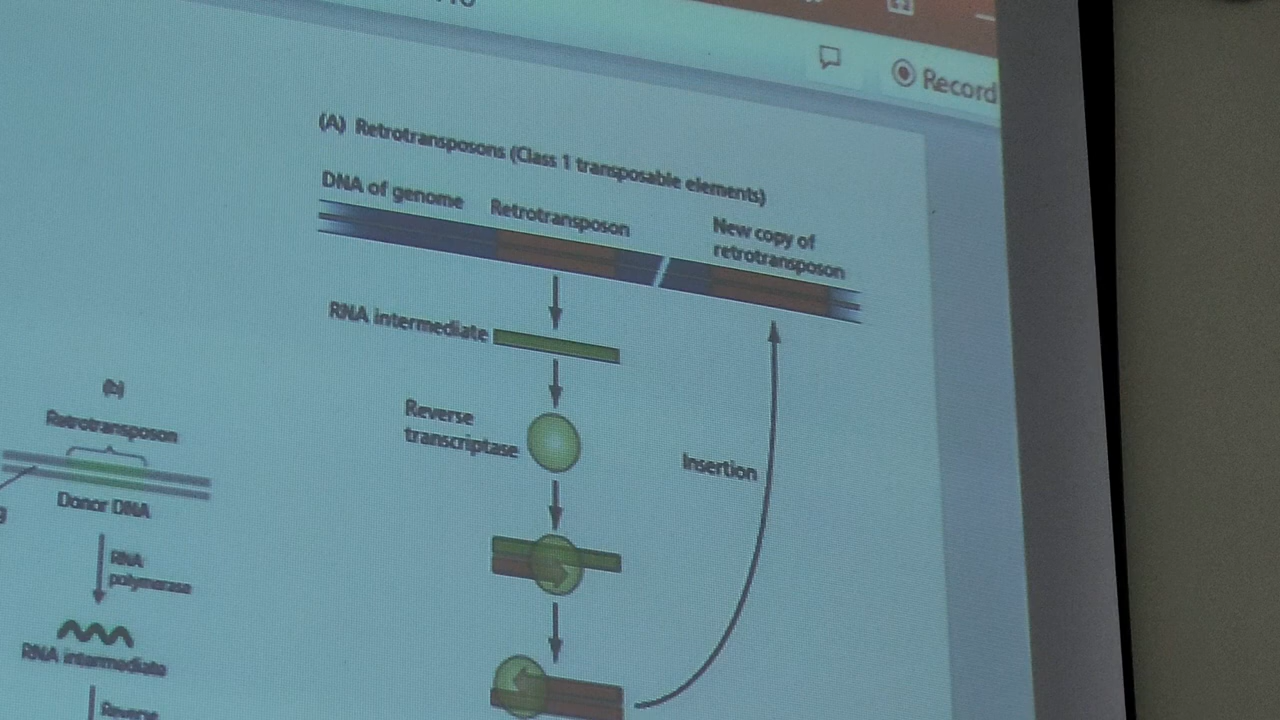 Record
(A) Retrotransposons (Class 1 transposable elements)
DNA of genome
Retrotransposon
New copy of
retrotransposon
RNA intermediate
Reverse
transcriptase
Insertion
(b)
Retrotransposon
Donor DNA
RNA
polymerase
RNA intermediate
Reverse